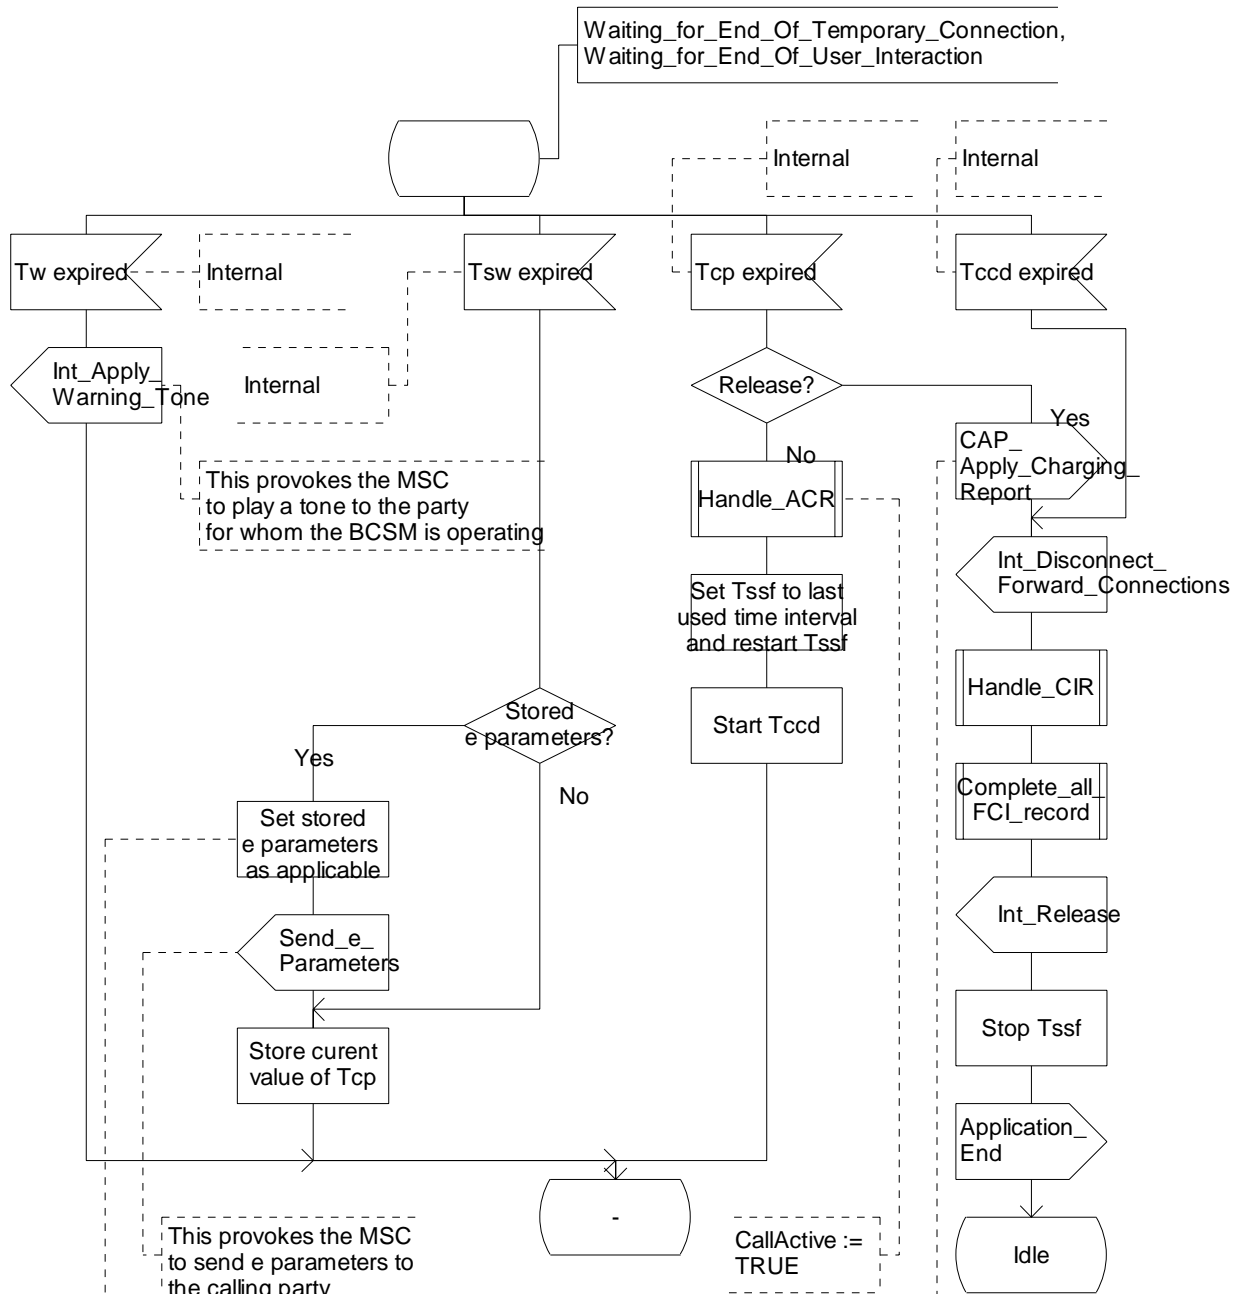 Waiting_for_End_Of_Temporary_Connection,
Waiting_for_End_Of_User_Interaction
Internal
Internal
Tw expired
Internal
Tsw expired
Tcp expired
Tccd expired
Int_Apply_
Warning_Tone
Internal
Release?
Yes
No
CAP_
Apply_Charging_
Report
This provokes the MSC
to play a tone to the party
for whom the BCSM is operating
Handle_ACR
Int_Disconnect_
Forward_Connections
Set Tssf to last
used time interval
and restart Tssf
Handle_CIR
Stored
e parameters?
Start Tccd
Yes
No
Complete_all_
FCI_record
Set stored
e parameters
as applicable
Int_Release
Send_e_
Parameters
Stop Tssf
Store curent
value of Tcp
Application_
End
-
This provokes the MSC
to send e parameters to
the calling party
CallActive :=
TRUE
Idle